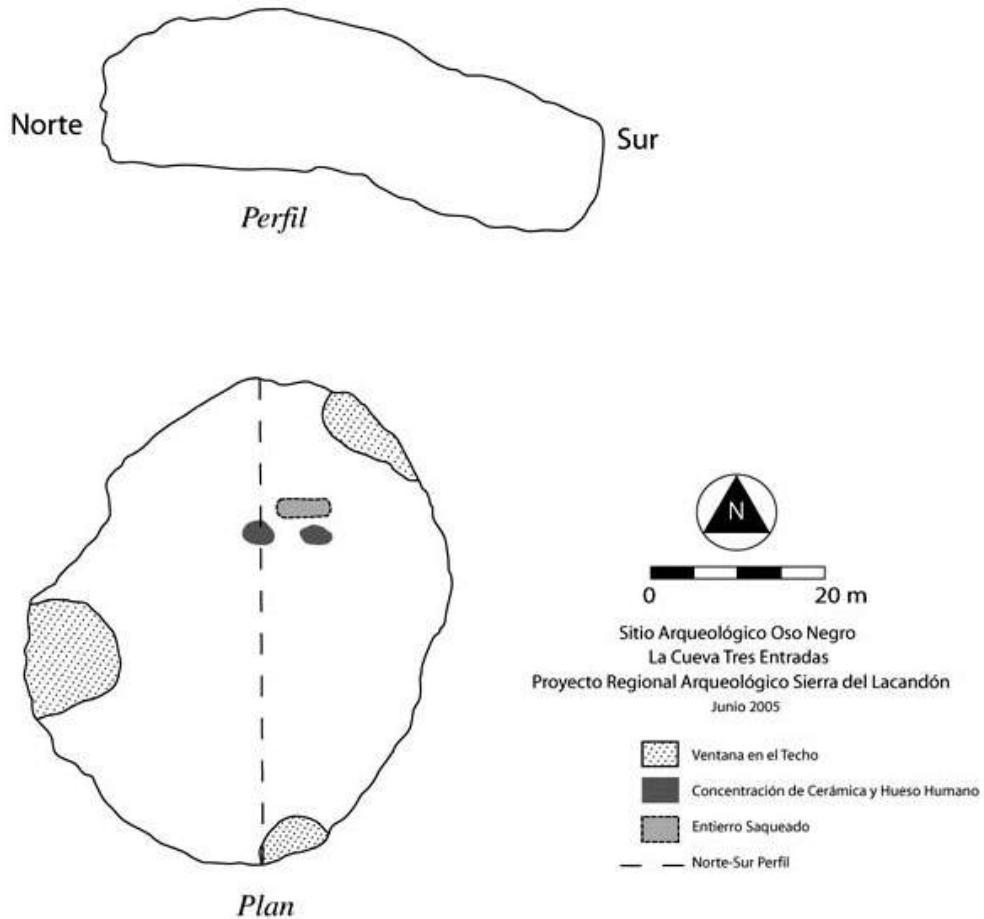 Norte
Sur
Perfil
N
0 20 m
Sitio Arqueológico Oso Negro
La Cueva Tres Entradas
Proyecto Regional Arqueológico Sierra del Lacandón
Junio 2005
Ventana en el Techo
Concentración de Cerámica y Hueso Humano
Entierro Saqueado
Norte-Sur Perfil
Plan